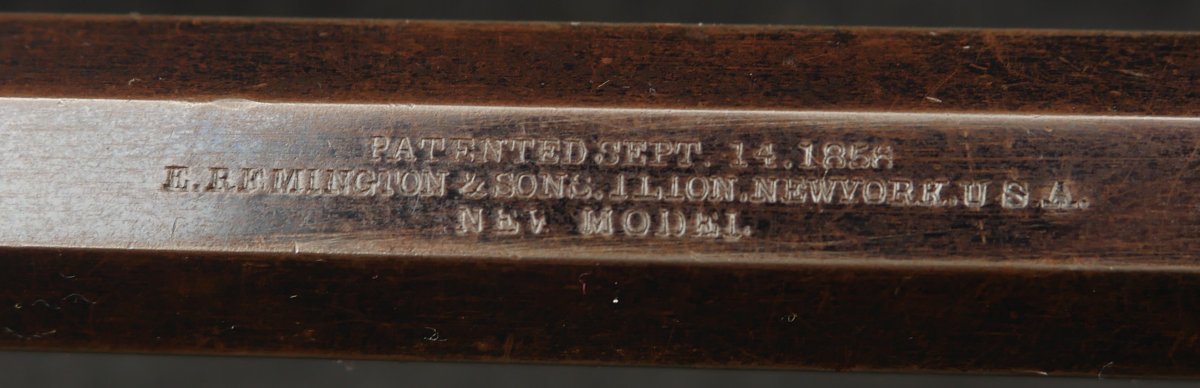 PATENTED.SEPT. 14.1858
E.REMINGTON & SONS.ILION.NEWYORK.U S.A.
NEW MODEL.